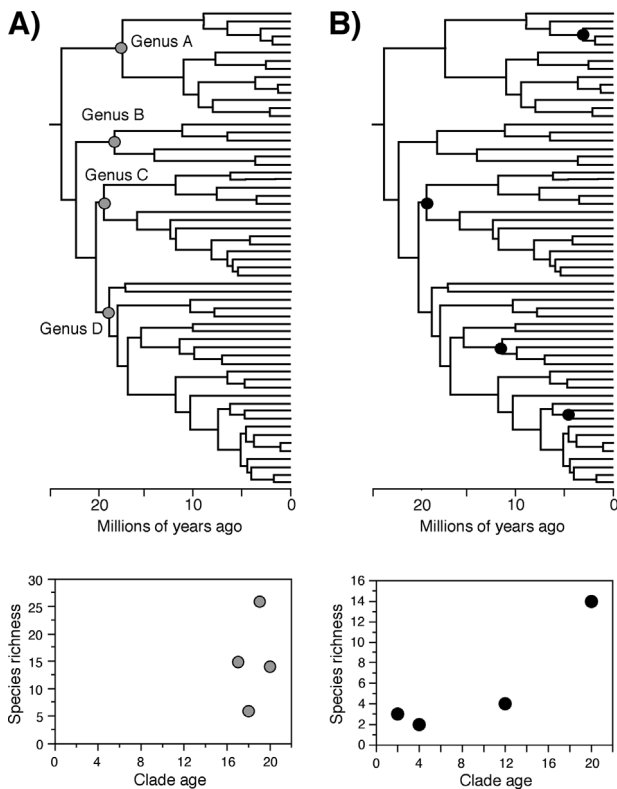 A)
B)
Genus A
Genus B
Genus C
Genus D
20 10 0
Millions of years ago
20 10 0
Millions of years ago
30
25
20
15
10
5
0
Species richness
0 4 8 12 16 20
Clade age
16
14
12
10
8
6
4
2
0
Species richness
0 4 8 12 16 20
Clade age